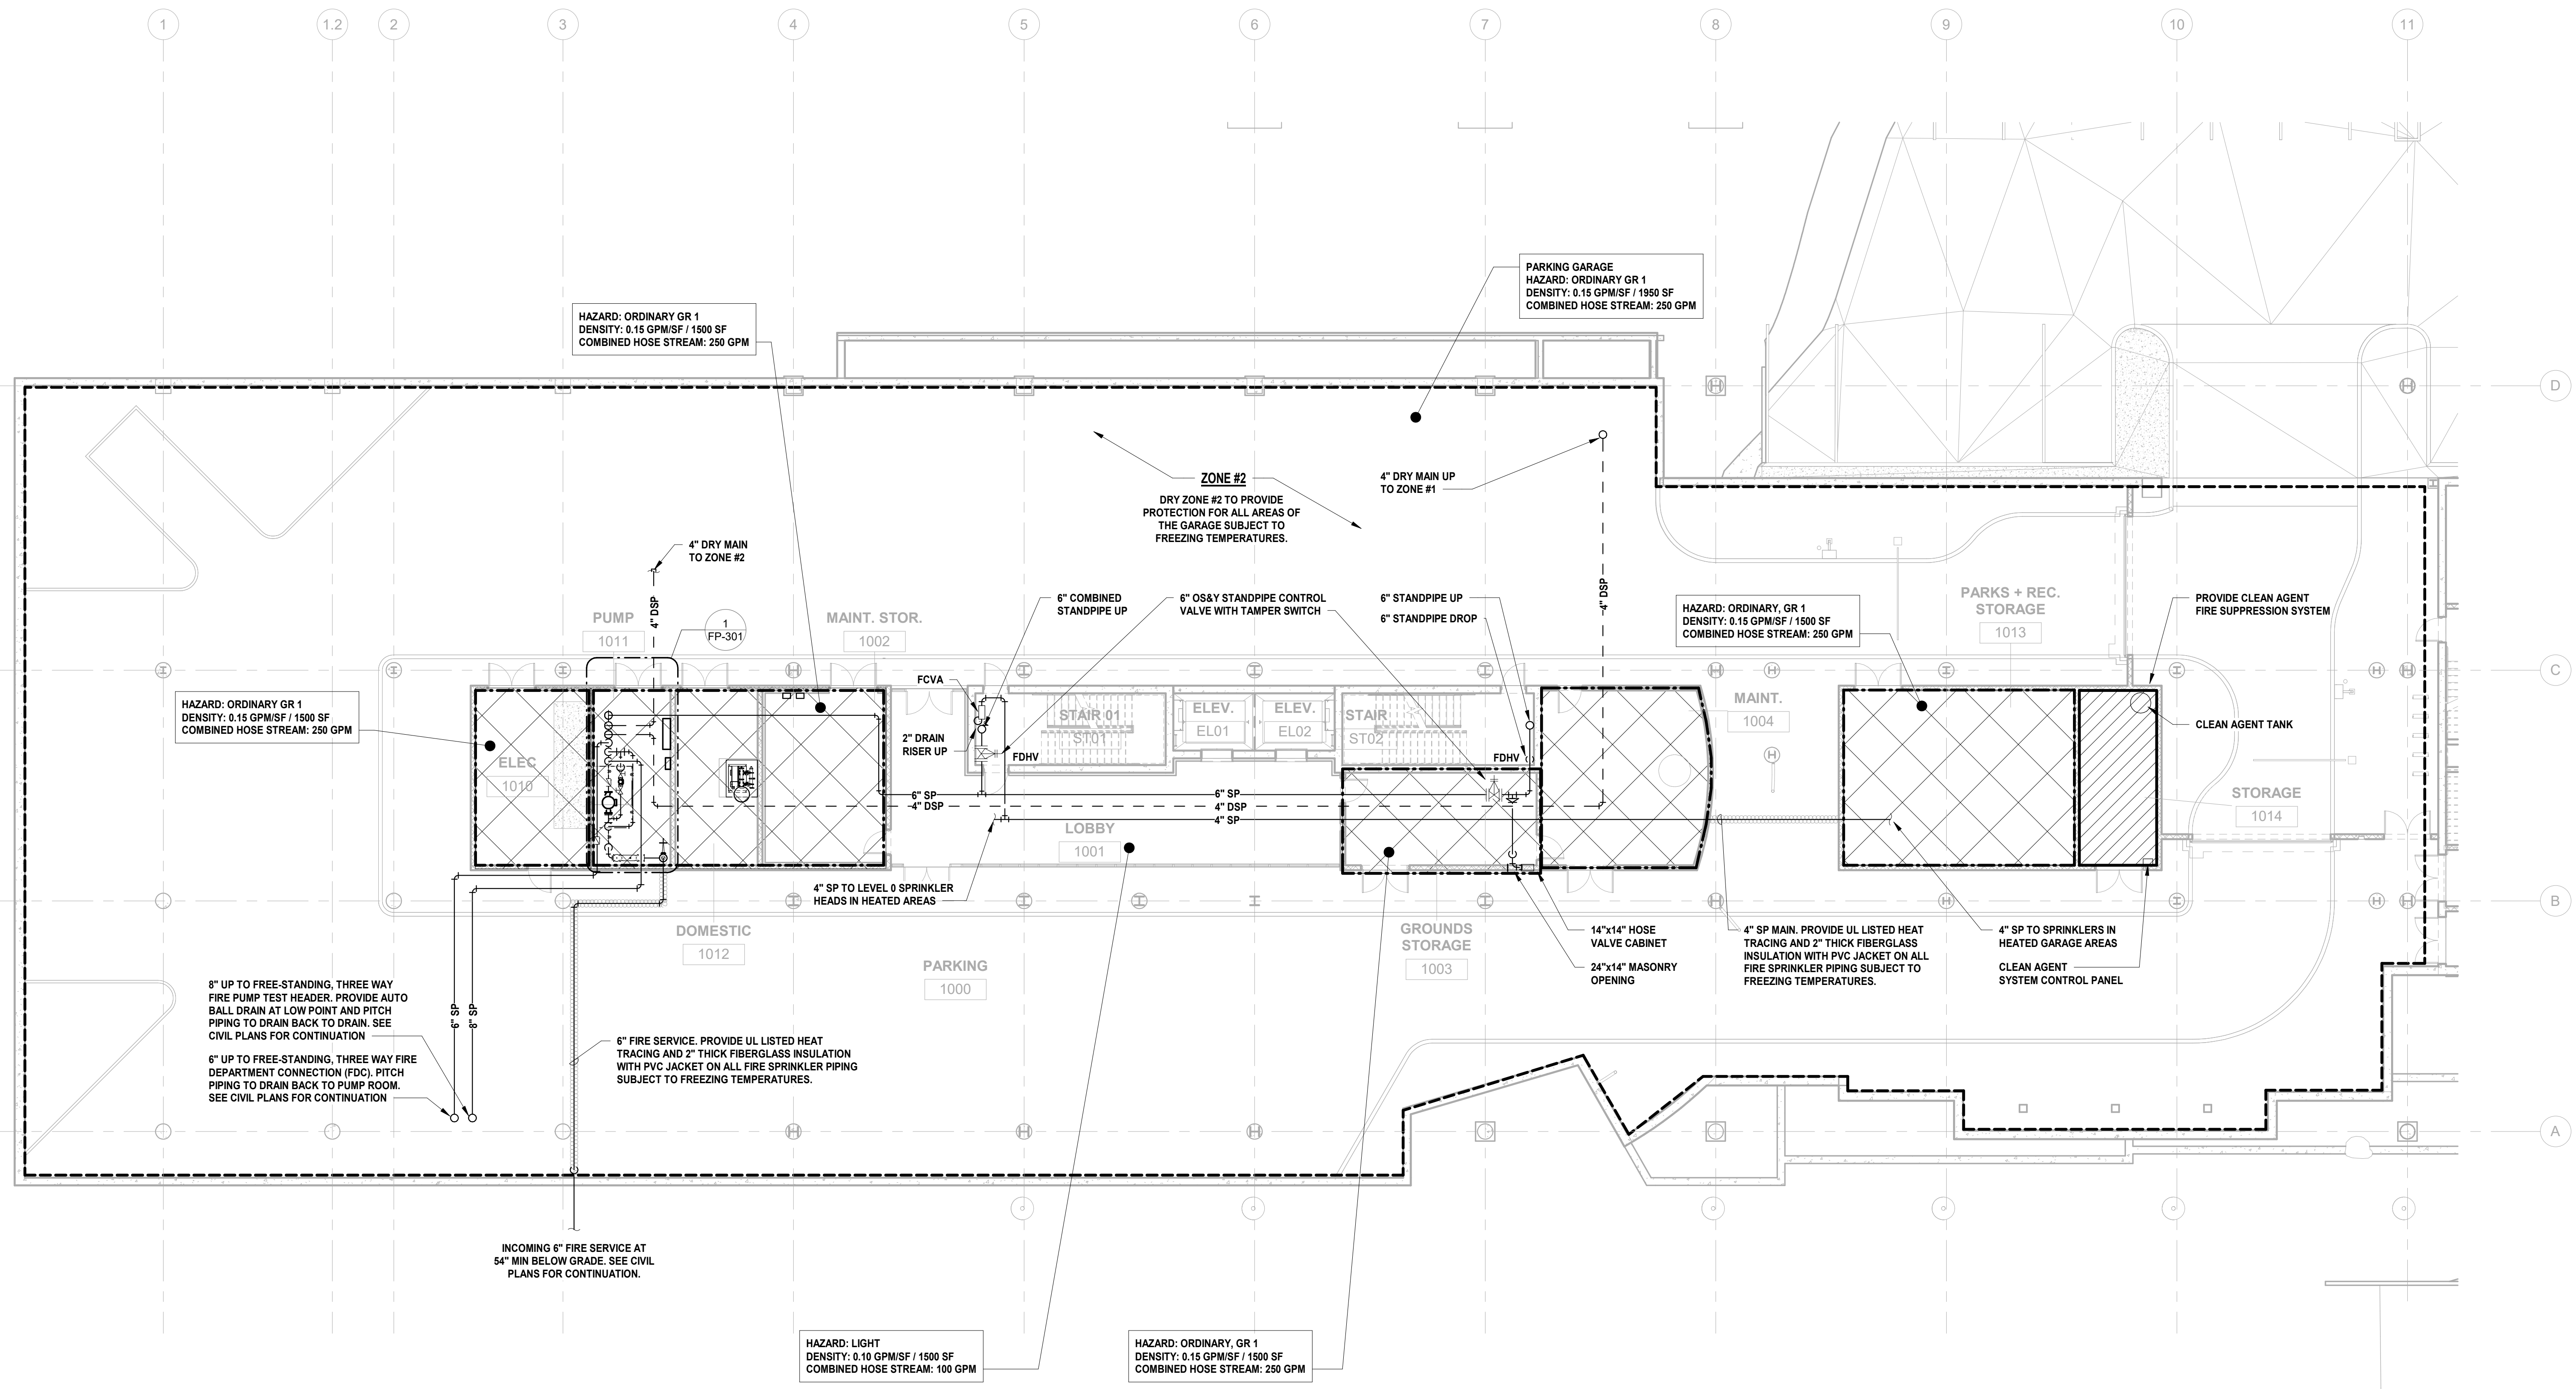 1
1.2
2
3
4
5
6
7
8
9
10
11
PARKING GARAGE
HAZARD: ORDINARY GR 1
DENSITY: 0.15 GPM/SF / 1950 SF
COMBINED HOSE STREAM: 250 GPM
HAZARD: ORDINARY GR 1
DENSITY: 0.15 GPM/SF / 1500 SF
COMBINED HOSE STREAM: 250 GPM
D
ZONE #2
DRY ZONE #2 TO PROVIDE
PROTECTION FOR ALL AREAS OF
THE GARAGE SUBJECT TO
FREEZING TEMPERATURES.
4" DRY MAIN UP
TO ZONE #1
4" DRY MAIN
TO ZONE #2
4" DSP
4" DSP
PUMP
1011
1
FP-301
MAINT. STOR.
1002
6" COMBINED
STANDPIPE UP
6" OS&Y STANDPIPE CONTROL
VALVE WITH TAMPER SWITCH
6" STANDPIPE UP
6" STANDPIPE DROP
HAZARD: ORDINARY, GR 1
DENSITY: 0.15 GPM/SF / 1500 SF
COMBINED HOSE STREAM: 250 GPM
PARKS + REC.
STORAGE
1013
PROVIDE CLEAN AGENT
FIRE SUPPRESSION SYSTEM
C
HAZARD: ORDINARY GR 1
DENSITY: 0.15 GPM/SF / 1500 SF
COMBINED HOSE STREAM: 250 GPM
FCVA
2" DRAIN
RISER UP
FDHV
STAIR 01
ST01
ELEV.
EL01
ELEV.
EL02
STAIR
ST02
FDHV
MAINT.
1004
CLEAN AGENT TANK
ELEC
1010
6" SP
4" DSP
6" SP
4" DSP
4" SP
LOBBY
1001
STORAGE
1014
4" SP TO LEVEL 0 SPRINKLER
HEADS IN HEATED AREAS
B
DOMESTIC
1012
PARKING
1000
GROUNDS
STORAGE
1003
14"x14" HOSE
VALVE CABINET
24"x14" MASONRY
OPENING
4" SP MAIN. PROVIDE UL LISTED HEAT
TRACING AND 2" THICK FIBERGLASS
INSULATION WITH PVC JACKET ON ALL
FIRE SPRINKLER PIPING SUBJECT TO
FREEZING TEMPERATURES.
4" SP TO SPRINKLERS IN
HEATED GARAGE AREAS
CLEAN AGENT
SYSTEM CONTROL PANEL
8" UP TO FREE-STANDING, THREE WAY
FIRE PUMP TEST HEADER. PROVIDE AUTO
BALL DRAIN AT LOW POINT AND PITCH
PIPING TO DRAIN BACK TO DRAIN. SEE
CIVIL PLANS FOR CONTINUATION
6" SP
8" SP
6" UP TO FREE-STANDING, THREE WAY FIRE
DEPARTMENT CONNECTION (FDC). PITCH
PIPING TO DRAIN BACK TO PUMP ROOM.
SEE CIVIL PLANS FOR CONTINUATION
6" FIRE SERVICE. PROVIDE UL LISTED HEAT
TRACING AND 2" THICK FIBERGLASS INSULATION
WITH PVC JACKET ON ALL FIRE SPRINKLER PIPING
SUBJECT TO FREEZING TEMPERATURES.
A
INCOMING 6" FIRE SERVICE AT
54" MIN BELOW GRADE. SEE CIVIL
PLANS FOR CONTINUATION.
HAZARD: LIGHT
DENSITY: 0.10 GPM/SF / 1500 SF
COMBINED HOSE STREAM: 100 GPM
HAZARD: ORDINARY, GR 1
DENSITY: 0.15 GPM/SF / 1500 SF
COMBINED HOSE STREAM: 250 GPM